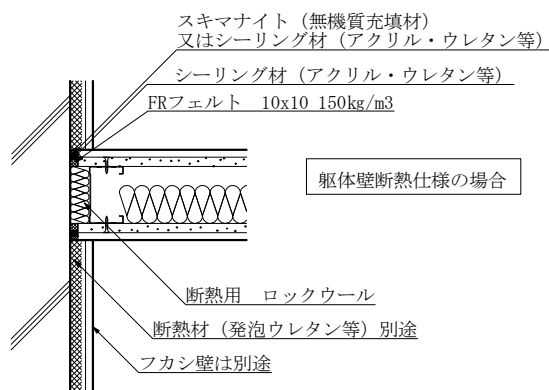 スキマナイト（無機質充填材）
又はシーリング材（アクリル・ウレタン等）
シーリング材（アクリル・ウレタン等）
FRフェルト 10x10 150kg/m3
躯体壁断熱仕様の場合
断熱用 ロックウール
断熱材（発泡ウレタン等）別途
フカシ壁は別途